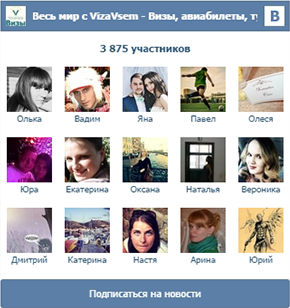 Весь мир с VizaVsem - Визы, авиабилеты, ту
В
Визы
3 875 участников
Олька Вадим Яна Павел Олеся
Юра Екатерина Оксана Наталья Вероника
Дмитрий Катерина Настя Арина Юрий
Подписаться на новости